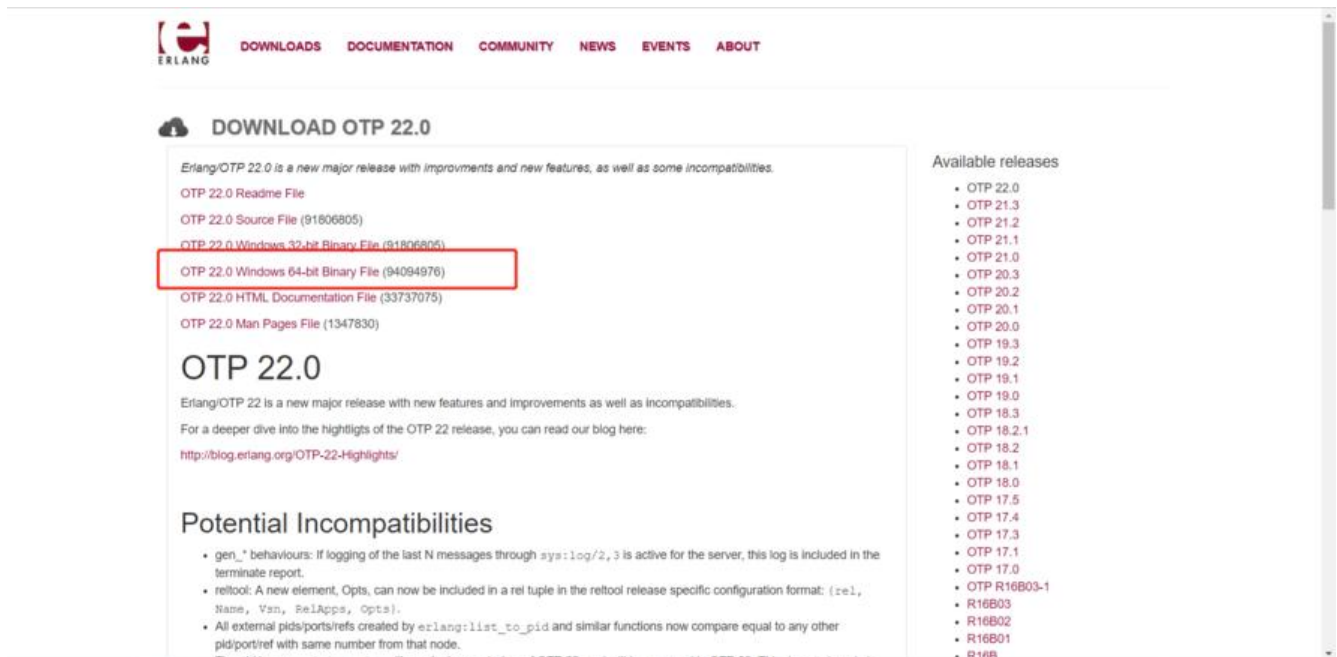 ERLANG
DOWNLOADS DOCUMENTATION COMMUNITY NEWS EVENTS ABOUT
DOWNLOAD OTP 22.0
Erlang/OTP 22.0 is a new major release with improvments and new features, as well as some incompatibilities.
OTP 22.0 Readme File
OTP 22.0 Source File (91806805)
OTP 22.0 Windows 32-bit Binary File (91806805)
OTP 22.0 Windows 64-bit Binary File (94094976)
OTP 22.0 HTML Documentation File (33737075)
OTP 22.0 Man Pages File (1347830)
OTP 22.0
Erlang/OTP 22 is a new major release with new features and improvements as well as incompatibilities.
For a deeper dive into the hightligts of the OTP 22 release, you can read our blog here:
http://blog.erlang.org/OTP-22-Highlights/
Potential Incompatibilities
• gen_* behaviours: If logging of the last N messages through sys:log/2,3 is active for the server, this log is included in the
terminate report.
• reltool: A new element, Opts, can now be included in a rel tuple in the reltool release specific configuration format: {rel,
Name, Vsn, RelApps, Opts}.
• All external pids/ports/refs created by erlang:list_to_pid and similar functions now compare equal to any other
pid/port/ref with same number from that node.
Available releases
• OTP 22.0
• OTP 21.3
• OTP 21.2
• OTP 21.1
• OTP 21.0
• OTP 20.3
• OTP 20.2
• OTP 20.1
• OTP 20.0
• OTP 19.3
• OTP 19.2
• OTP 19.1
• OTP 19.0
• OTP 18.3
• OTP 18.2.1
• OTP 18.2
• OTP 18.1
• OTP 18.0
• OTP 17.5
• OTP 17.4
• OTP 17.3
• OTP 17.1
• OTP 17.0
• OTP R16B03-1
• R16B03
• R16B02
• R16B01
• R16B